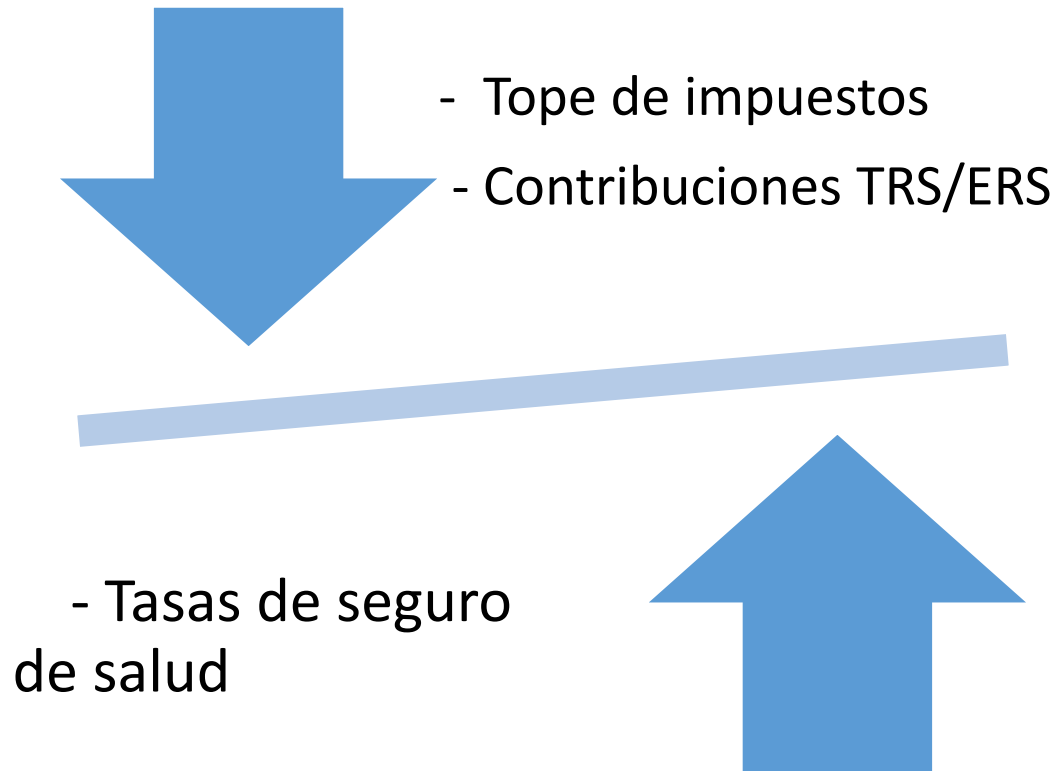 - Tope de impuestos
- Contribuciones TRS/ERS
- Tasas de seguro
de salud